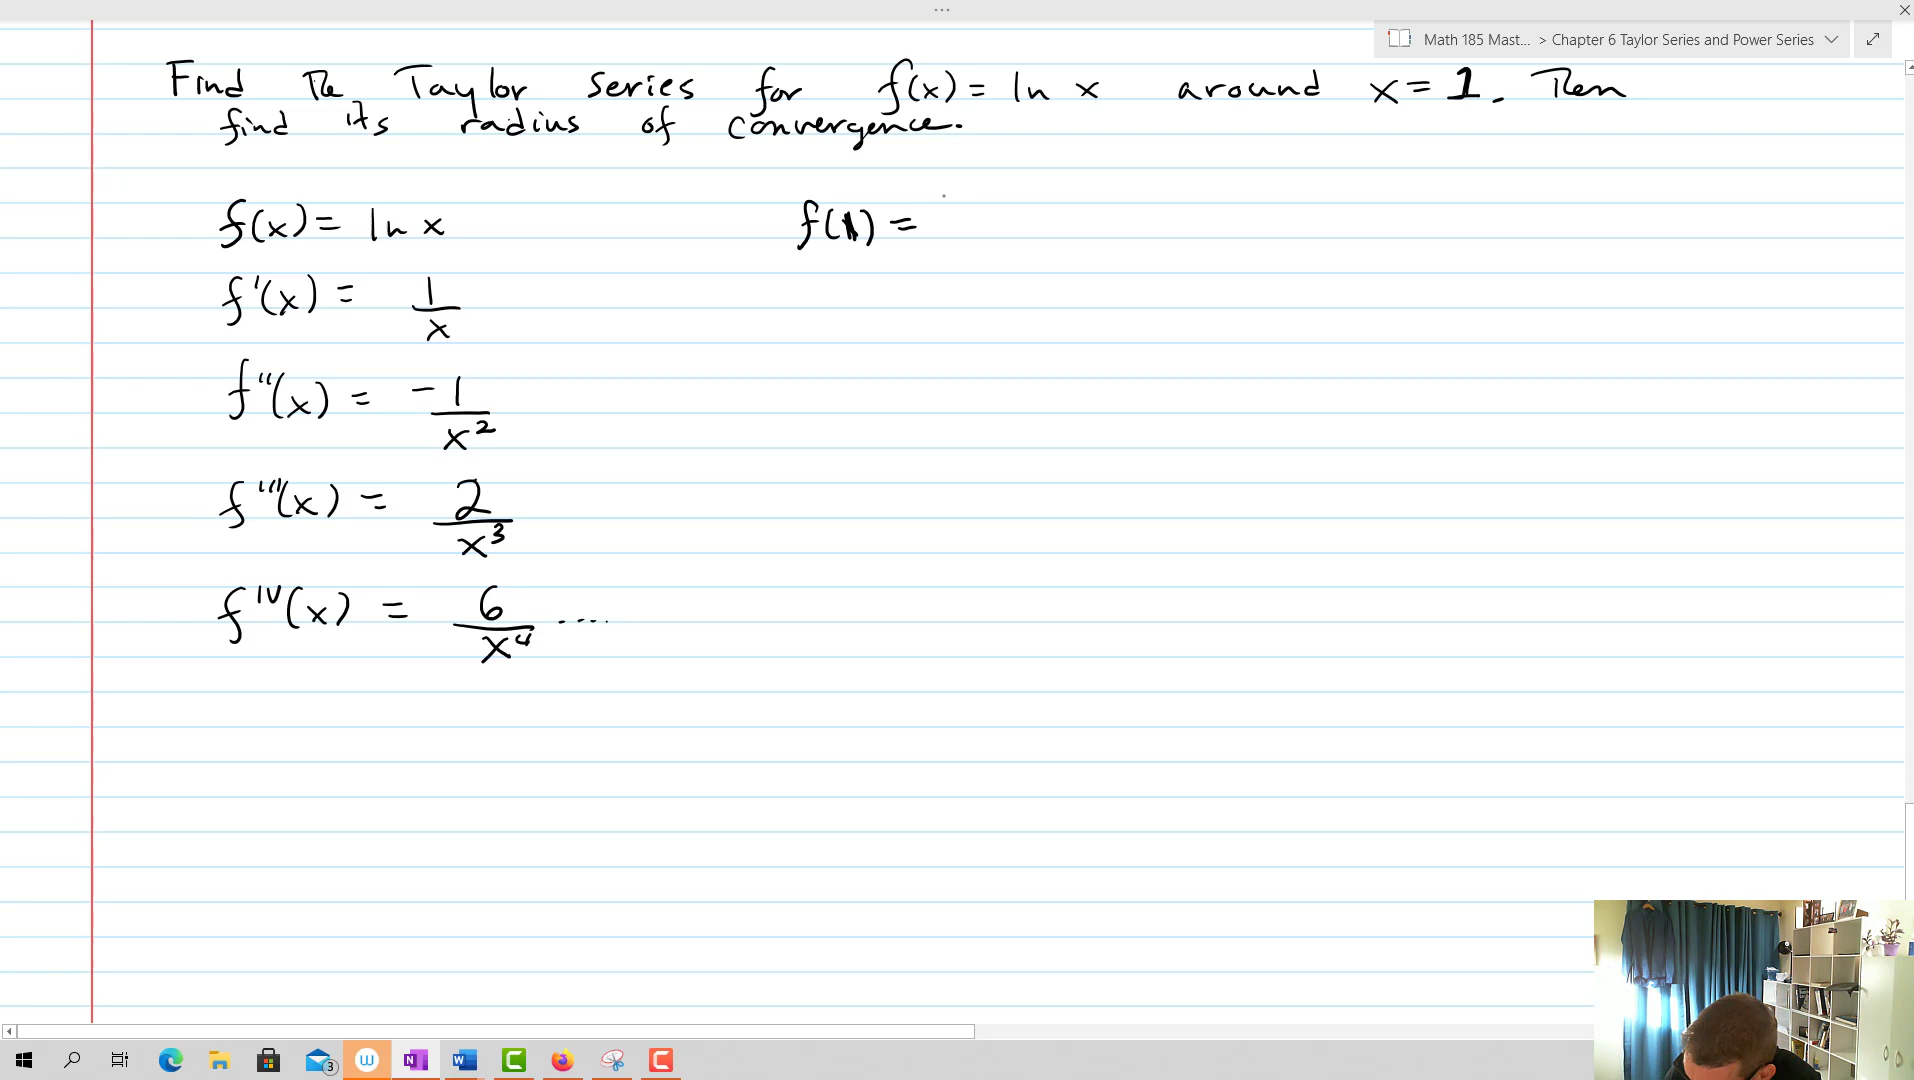 Math 185 Mast... > Chapter 6 Taylor Series and Power Series
Find the Taylor series for f(x) = ln x around x = 1. Then
find its radius of convergence.
f(x) = ln x f(1) =
f'(x) = 1/x
f''(x) = -1/x²
f'''(x) = 2/x³
f^IV(x) = 6/x⁴ ....
3